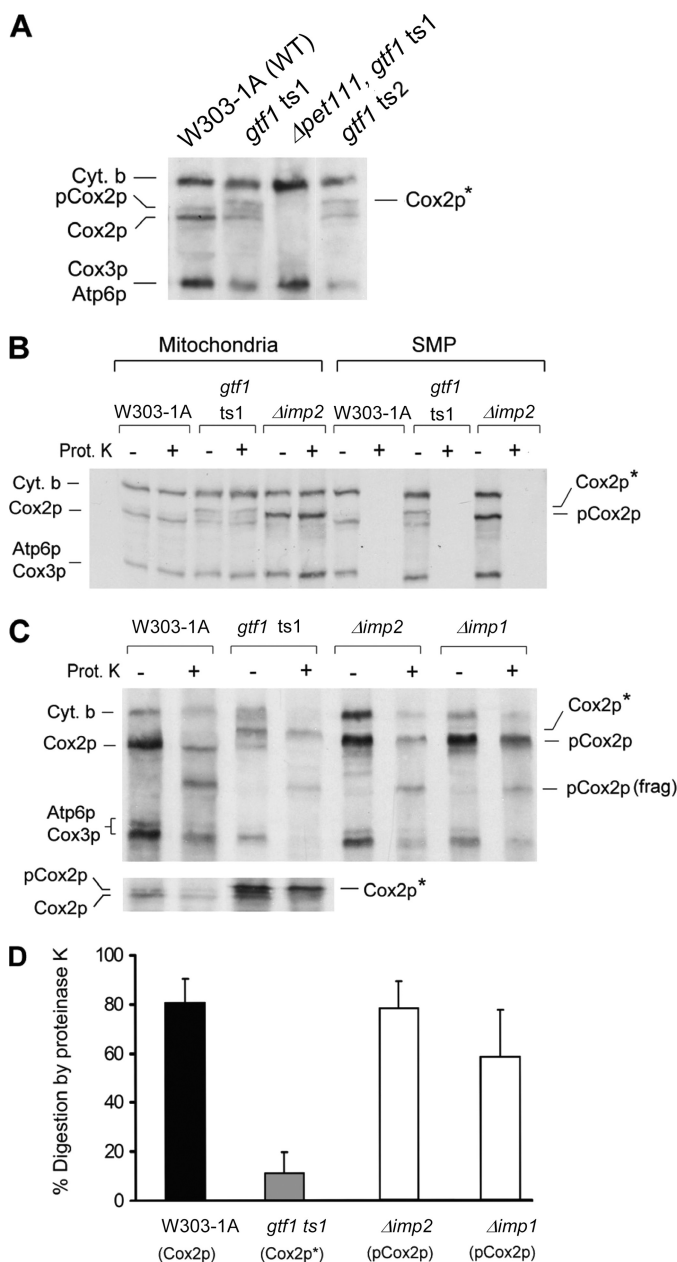 A
W303-1A (WT)
gtf1 ts1
Δpet111, gtf1 ts1
gtf1 ts2
Cyt. b
pCox2p
Cox2p*
Cox2p
Cox3p
Atp6p
B
Mitochondria SMP
W303-1A gtf1 ts1 Δimp2 W303-1A gtf1 ts1 Δimp2
Prot. K - + - + - + - + - + - +
Cyt. b
Cox2p*
Cox2p
pCox2p
Atp6p
Cox3p
C
W303-1A gtf1 ts1 Δimp2 Δimp1
Prot. K - + - + - + - +
Cyt. b
Cox2p*
Cox2p
pCox2p
pCox2p (frag)
Atp6p
Cox3p
pCox2p
Cox2p*
Cox2p
D
% Digestion by proteinase K
100
80
60
40
20
0
W303-1A gtf1 ts1 Δimp2 Δimp1
(Cox2p) (Cox2p*) (pCox2p) (pCox2p)